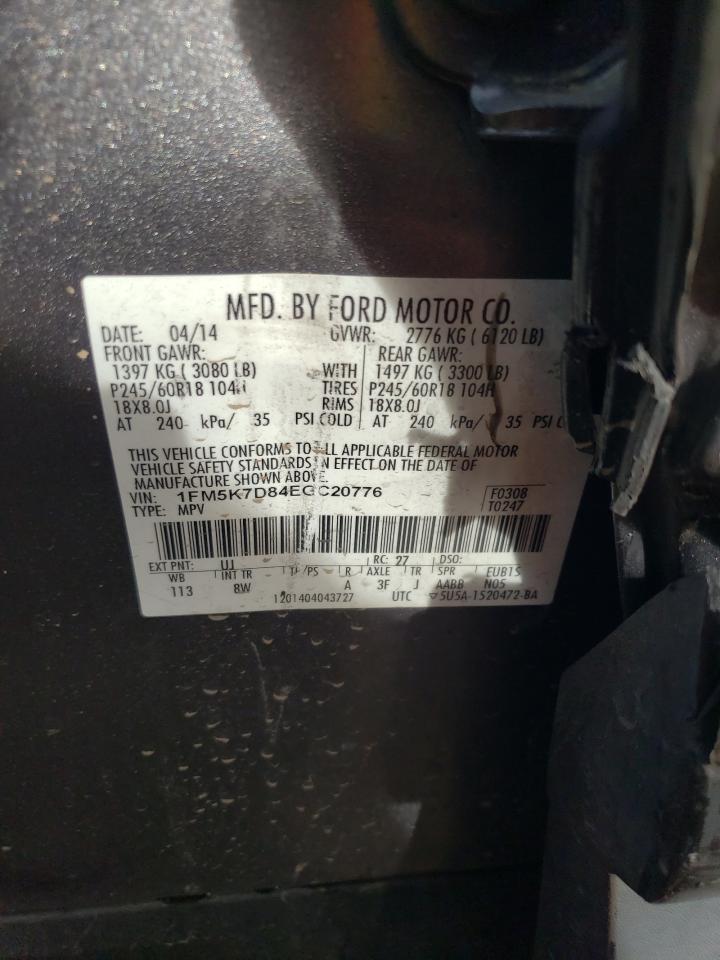 MFD. BY FORD MOTOR CO.
DATE: 04/14 GVWR: 2776 KG ( 6120 LB)
FRONT GAWR: REAR GAWR:
1397 KG ( 3080 LB) WITH 1497 KG ( 3300 LB)
P245/60R18 104H TIRES P245/60R18 104H
18X8.0J RIMS 18X8.0J
AT 240 kPa/ 35 PSI COLD AT 240 kPa/ 35 PSI C
THIS VEHICLE CONFORMS TO ALL APPLICABLE FEDERAL MOTOR
VEHICLE SAFETY STANDARDS IN EFFECT ON THE DATE OF
MANUFACTURE SHOWN ABOVE.
VIN: 1FM5K7D84EGC20776 F0308
TYPE: MPV T0247
EXT PNT: UJ RC: 27 DSO:
WB INT TR TP/PS R AXLE TR SPR EUB1S
113 8W A 3F J AABB N05
1201404043727 UTC ▽5U5A-1520472-BA